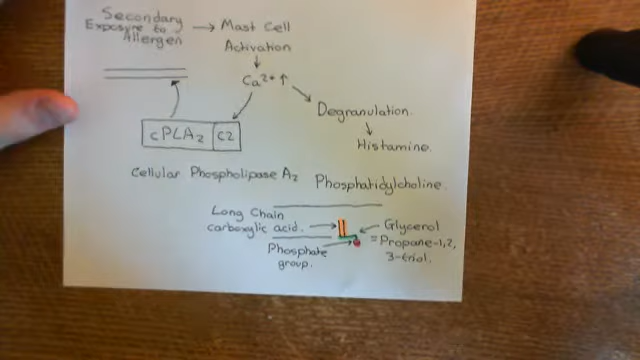 Secondary
Exposure to
Allergen
Mast Cell
Activation
Ca²⁺ ↑
Degranulation.
Histamine.
cPLA₂ C2
Cellular Phospholipase A₂
Phosphatidylcholine.
Long Chain
carboxylic acid.
Glycerol
= Propane-1,2,
3-triol.
Phosphate
group.